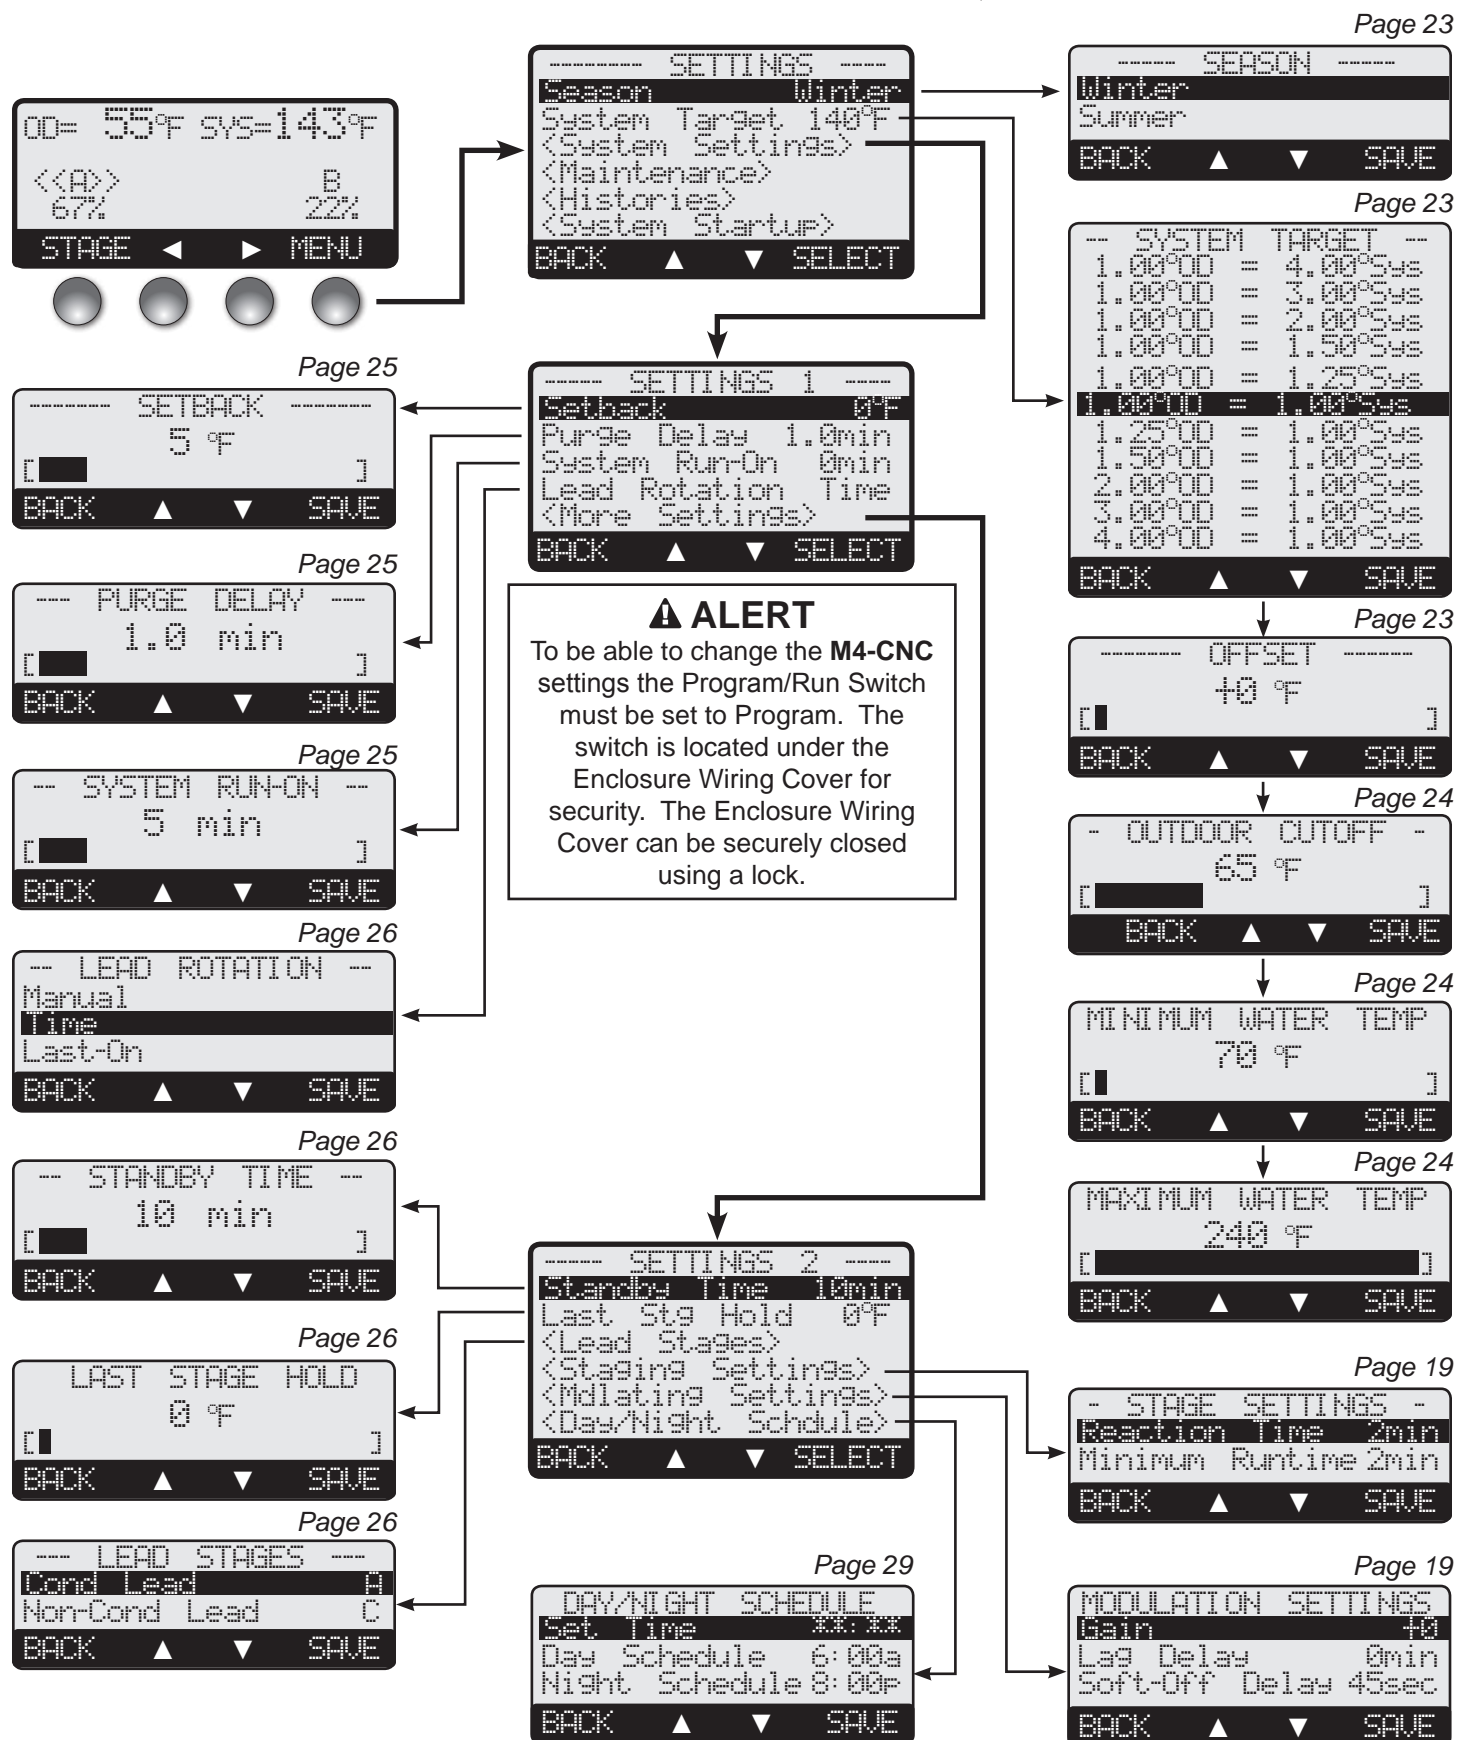 OD= 55°F SYS=143°F
<<A>> B
67% 22%
STAGE ◄ ► MENU
-------- SETTINGS ----
Season Winter
System Target 140°F
<System Settings>
<Maintenance>
<Histories>
<System Startup>
BACK ▲ ▼ SELECT
Page 23
----- SEASON -----
Winter
Summer
BACK ▲ ▼ SAVE
Page 23
-- SYSTEM TARGET --
1.00°OD = 4.00°Sys
1.00°OD = 3.00°Sys
1.00°OD = 2.00°Sys
1.00°OD = 1.50°Sys
1.00°OD = 1.25°Sys
1.00°OD = 1.00°Sys
1.25°OD = 1.00°Sys
1.50°OD = 1.00°Sys
2.00°OD = 1.00°Sys
3.00°OD = 1.00°Sys
4.00°OD = 1.00°Sys
BACK ▲ ▼ SAVE
Page 23
------ OFFSET ------
+0 °F
[ ]
BACK ▲ ▼ SAVE
Page 24
- OUTDOOR CUTOFF -
65 °F
[ ]
BACK ▲ ▼ SAVE
Page 24
MINIMUM WATER TEMP
70 °F
[ ]
BACK ▲ ▼ SAVE
Page 24
MAXIMUM WATER TEMP
240 °F
[ ]
BACK ▲ ▼ SAVE
----- SETTINGS 1 ----
Setback 0°F
Purge Delay 1.0min
System Run-On 0min
Lead Rotation Time
<More Settings>
BACK ▲ ▼ SELECT
Page 25
------- SETBACK -------
5 °F
[ ]
BACK ▲ ▼ SAVE
Page 25
--- PURGE DELAY ---
1.0 min
[ ]
BACK ▲ ▼ SAVE
Page 25
-- SYSTEM RUN-ON --
5 min
[ ]
BACK ▲ ▼ SAVE
Page 26
-- LEAD ROTATION --
Manual
Time
Last-On
BACK ▲ ▼ SAVE
ALERT
To be able to change the M4-CNC
settings the Program/Run Switch
must be set to Program. The
switch is located under the
Enclosure Wiring Cover for
security. The Enclosure Wiring
Cover can be securely closed
using a lock.
----- SETTINGS 2 ----
Standby Time 10min
Last Stg Hold 0°F
<Lead Stages>
<Staging Settings>
<Mdlating Settings>
<Day/Night Schdule>
BACK ▲ ▼ SELECT
Page 26
-- STANDBY TIME --
10 min
[ ]
BACK ▲ ▼ SAVE
Page 26
LAST STAGE HOLD
0 °F
[ ]
BACK ▲ ▼ SAVE
Page 26
--- LEAD STAGES ---
Cond Lead A
Non-Cond Lead C
BACK ▲ ▼ SAVE
Page 29
DAY/NIGHT SCHEDULE
Set Time **:**
Day Schedule 6:00a
Night Schedule 8:00p
BACK ▲ ▼ SAVE
Page 19
- STAGE SETTINGS -
Reaction Time 2min
Minimum Runtime 2min
BACK ▲ ▼ SAVE
Page 19
MODULATION SETTINGS
Gain +0
Lag Delay 0min
Soft-Off Delay 45sec
BACK ▲ ▼ SAVE